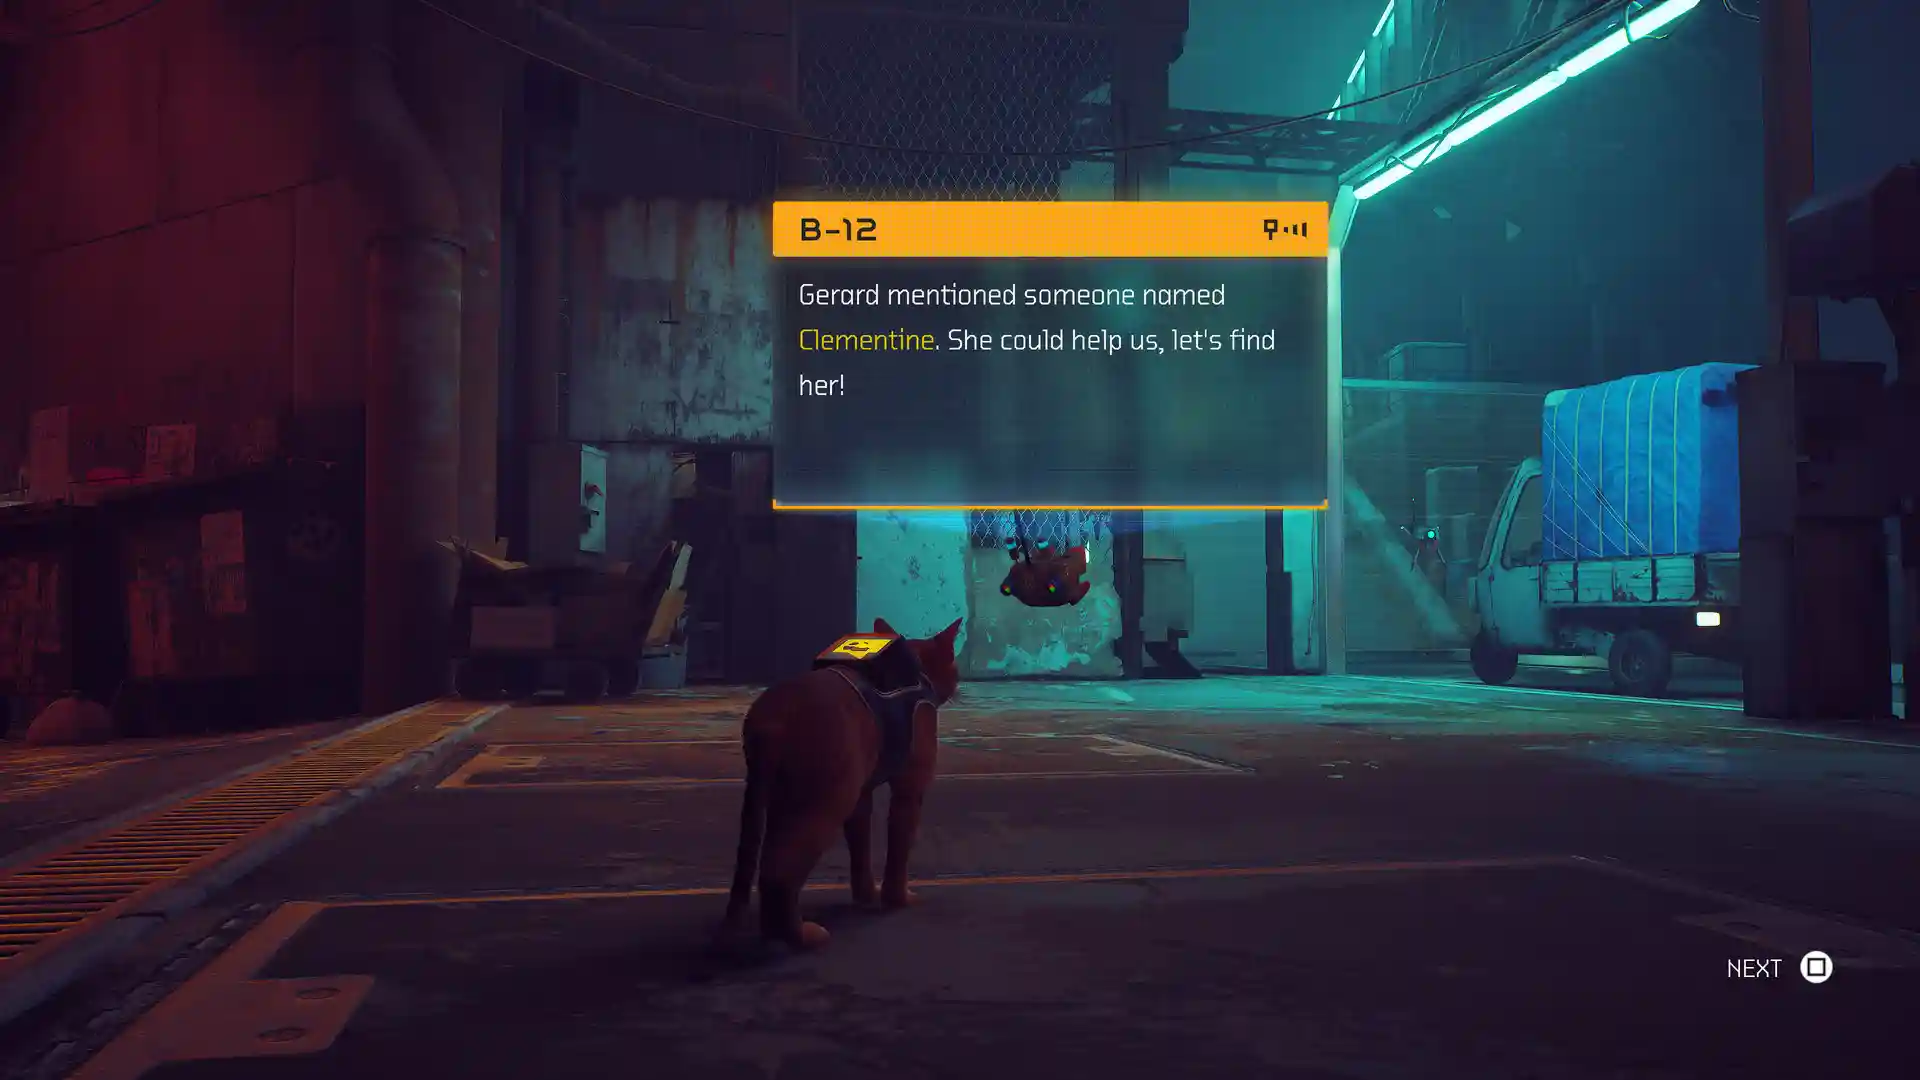 B-12
Gerard mentioned someone named
Clementine. She could help us, let's find
her!
NEXT